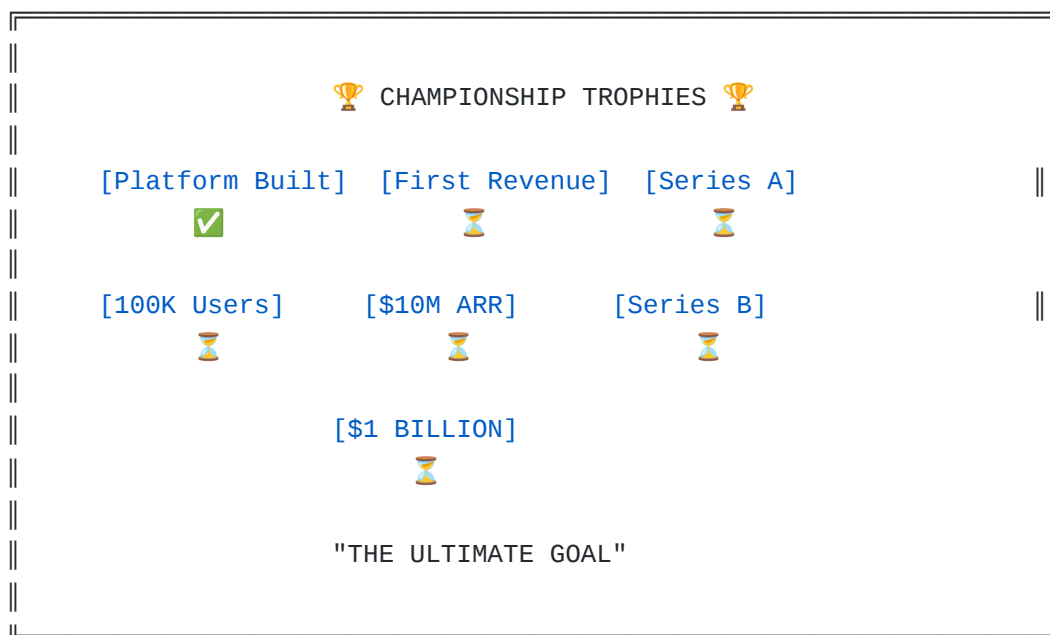 🏆 CHAMPIONSHIP TROPHIES 🏆
[Platform Built] [First Revenue] [Series A]
✅ ⏳ ⏳
[100K Users] [$10M ARR] [Series B]
⏳ ⏳ ⏳
[$1 BILLION]
⏳
"THE ULTIMATE GOAL"